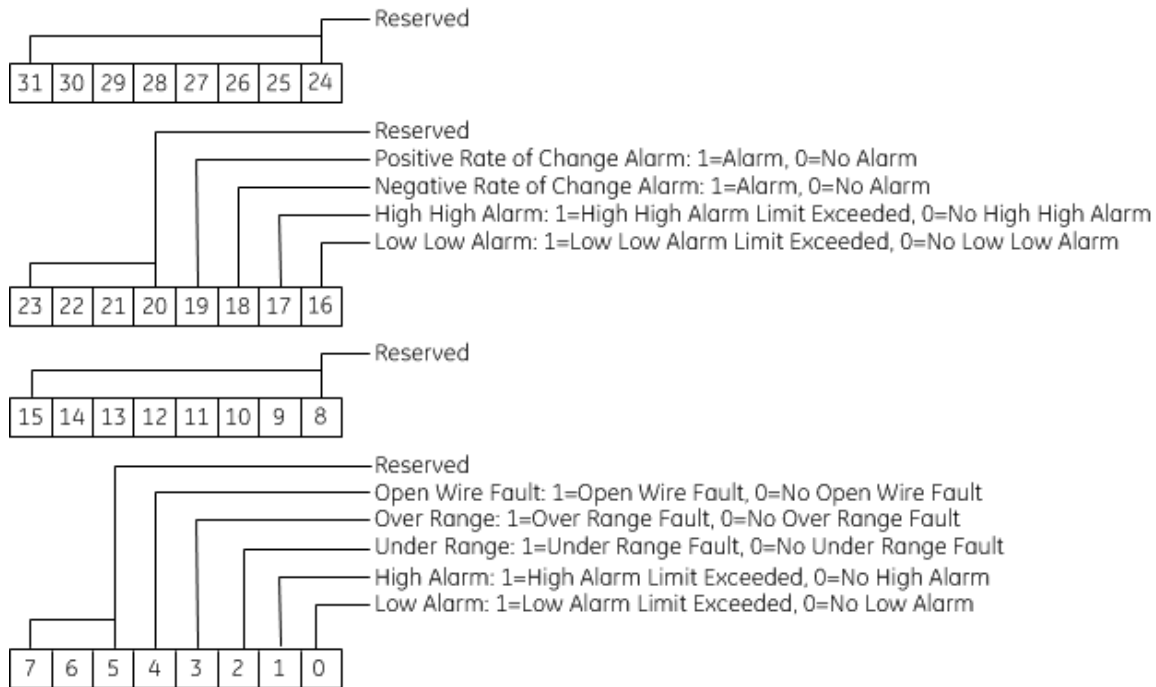 Reserved
31 30 29 28 27 26 25 24
Reserved
Positive Rate of Change Alarm: 1=Alarm, 0=No Alarm
Negative Rate of Change Alarm: 1=Alarm, 0=No Alarm
High High Alarm: 1=High High Alarm Limit Exceeded, 0=No High High Alarm
Low Low Alarm: 1=Low Low Alarm Limit Exceeded, 0=No Low Low Alarm
23 22 21 20 19 18 17 16
Reserved
15 14 13 12 11 10 9 8
Reserved
Open Wire Fault: 1=Open Wire Fault, 0=No Open Wire Fault
Over Range: 1=Over Range Fault, 0=No Over Range Fault
Under Range: 1=Under Range Fault, 0=No Under Range Fault
High Alarm: 1=High Alarm Limit Exceeded, 0=No High Alarm
Low Alarm: 1=Low Alarm Limit Exceeded, 0=No Low Alarm
7 6 5 4 3 2 1 0